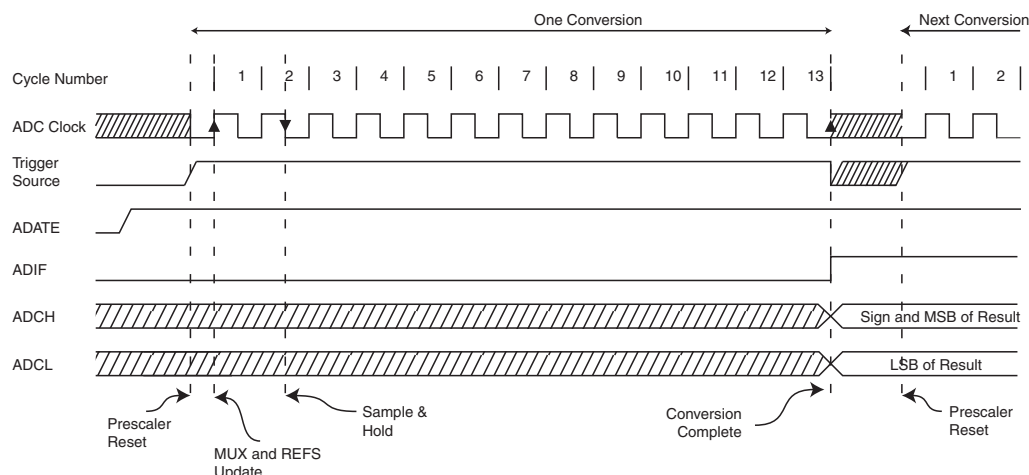 One Conversion
Next Conversion
Cycle Number
1 2 3 4 5 6 7 8 9 10 11 12 13 1 2
ADC Clock
Trigger
Source
ADATE
ADIF
ADCH
Sign and MSB of Result
ADCL
LSB of Result
Prescaler
Reset
MUX and REFS
Update
Sample &
Hold
Conversion
Complete
Prescaler
Reset